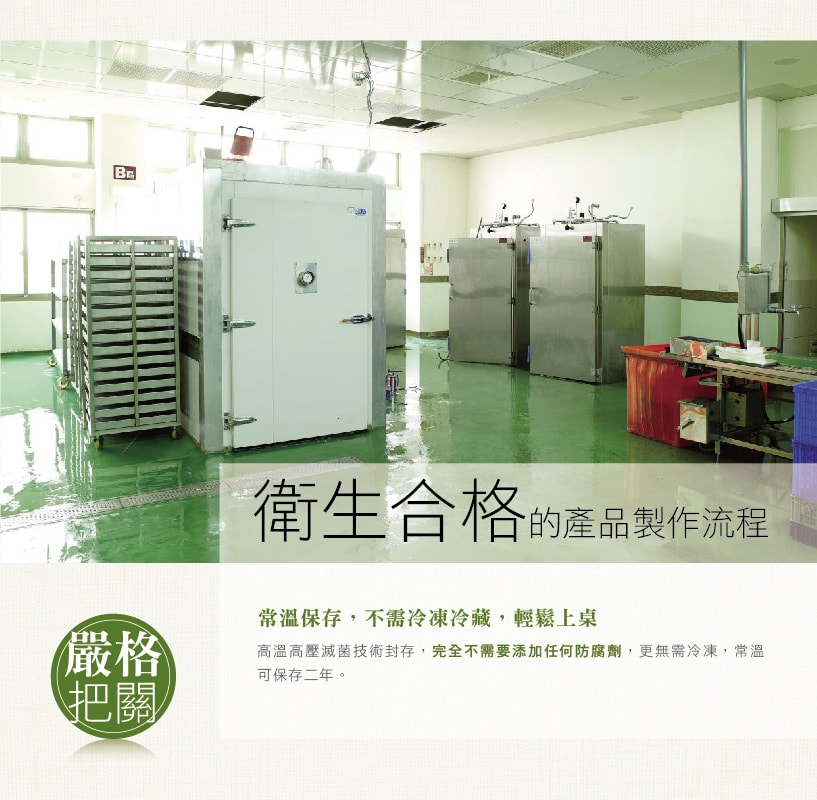 B區
衛生合格的產品製作流程
嚴格
把關
常溫保存，不需冷凍冷藏，輕鬆上桌
高溫高壓滅菌技術封存，完全不需要添加任何防腐劑，更無需冷凍，常溫
可保存二年。